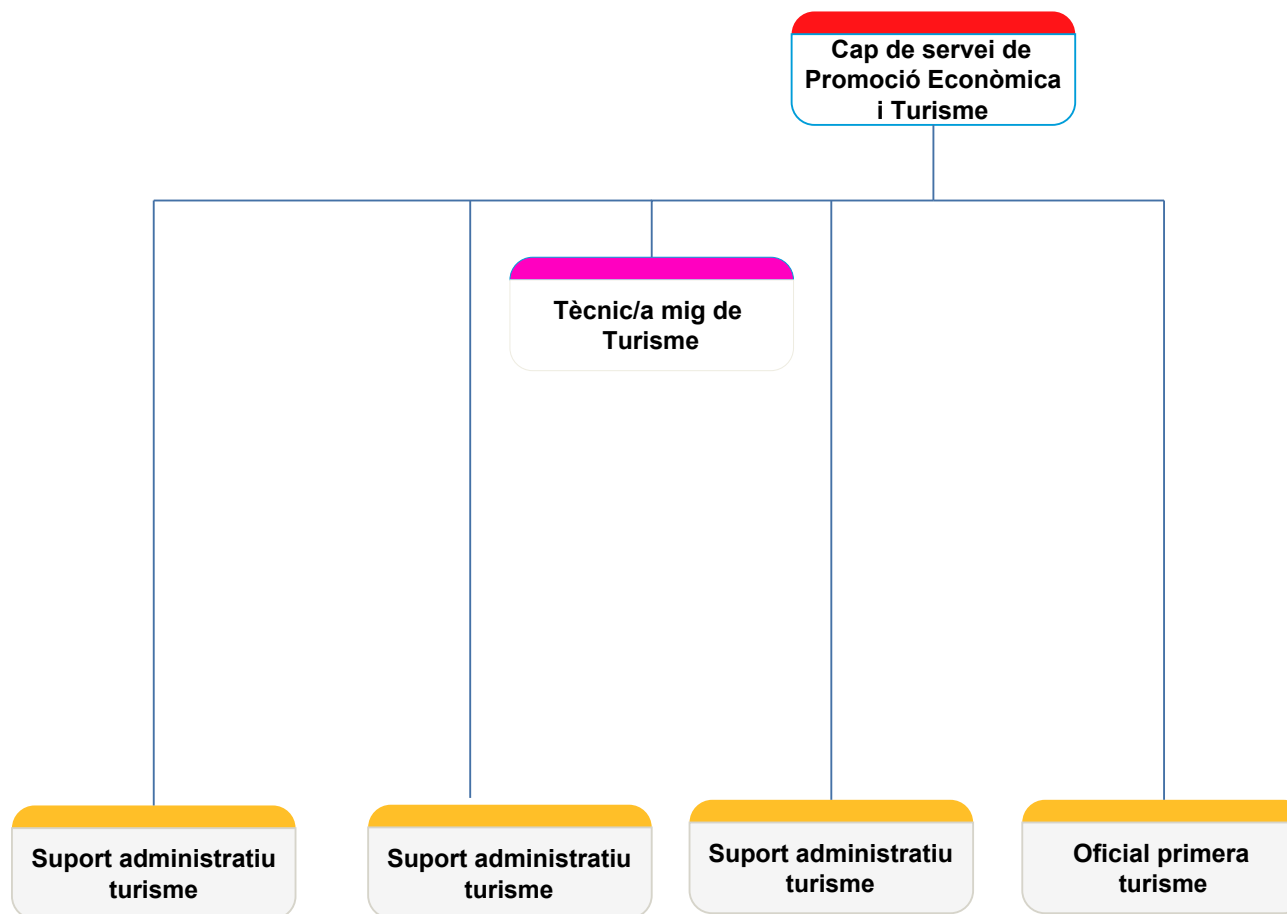 Cap de servei de
Promoció Econòmica
i Turisme
Tècnic/a mig de
Turisme
Suport administratiu
turisme
Suport administratiu
turisme
Suport administratiu
turisme
Oficial primera
turisme